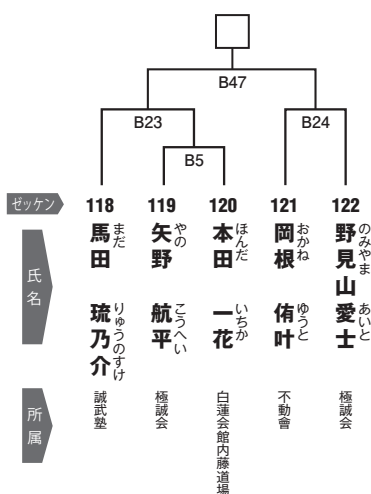 B47
B23
B24
B5
ゼッケン
118
119
120
121
122
氏名
馬田 琉乃介
まだ りゅうのすけ
矢野 航平
やの こうへい
本田 一花
ほんだ いちか
岡根 侑叶
おかね ゆうと
野見山 愛士
のみやま あいと
所属
誠武塾
極誠会
白蓮会館内藤道場
不動會
極誠会